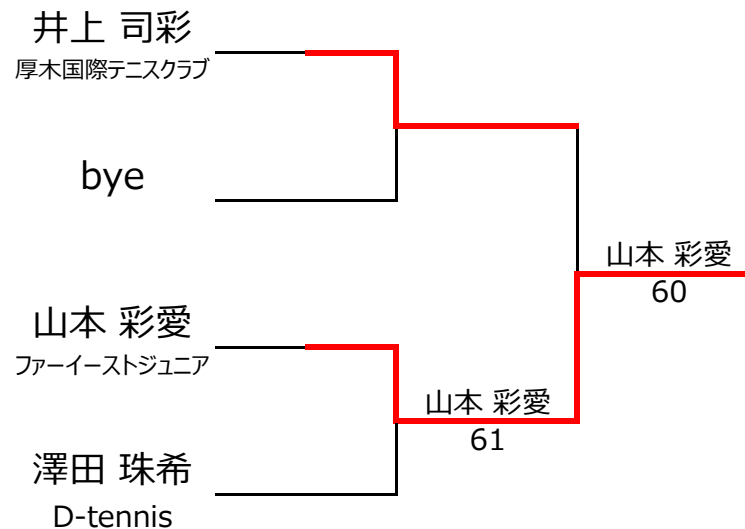 井上 司彩
厚木国際テニスクラブ
bye
山本 彩愛
60
山本 彩愛
ファーイーストジュニア
山本 彩愛
61
澤田 珠希
D-tennis